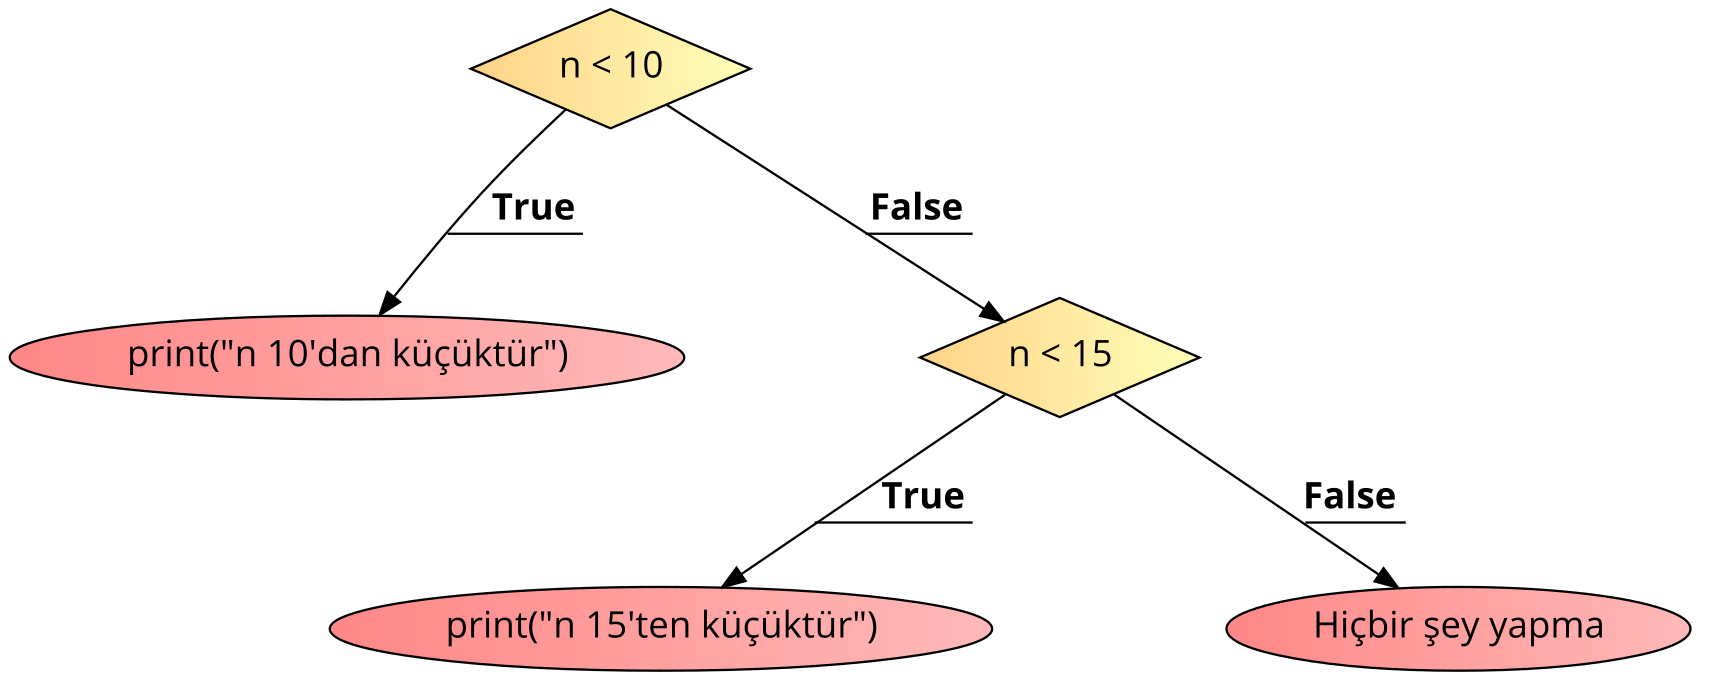 n < 10
True
False
print("n 10'dan küçüktür")
n < 15
True
False
print("n 15'ten küçüktür")
Hiçbir şey yapma